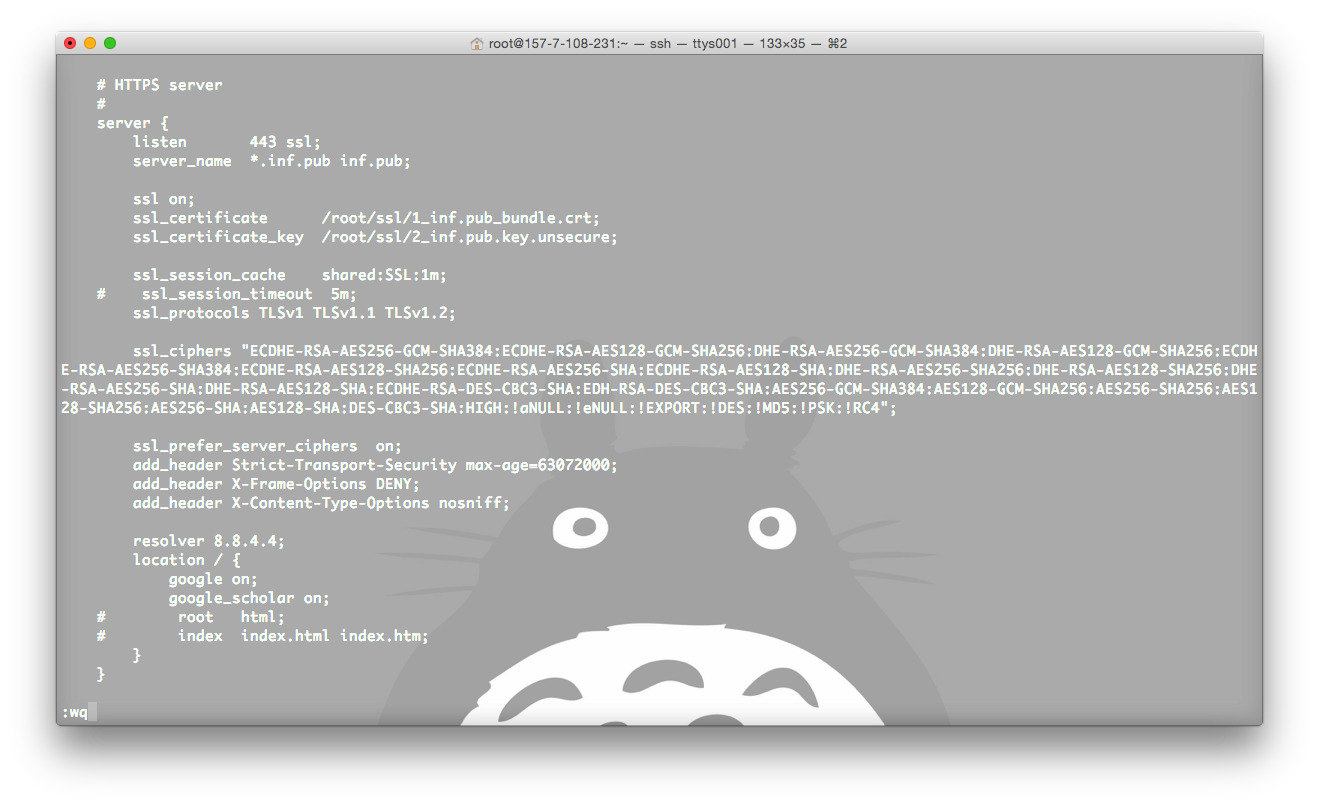 root@157-7-108-231:~ — ssh — ttys001 — 133×35 — ⌘2
# HTTPS server
#
server {
listen       443 ssl;
server_name  *.inf.pub inf.pub;
ssl on;
ssl_certificate      /root/ssl/1_inf.pub_bundle.crt;
ssl_certificate_key  /root/ssl/2_inf.pub.key.unsecure;
ssl_session_cache    shared:SSL:1m;
#    ssl_session_timeout  5m;
ssl_protocols TLSv1 TLSv1.1 TLSv1.2;
ssl_ciphers "ECDHE-RSA-AES256-GCM-SHA384:ECDHE-RSA-AES128-GCM-SHA256:DHE-RSA-AES256-GCM-SHA384:DHE-RSA-AES128-GCM-SHA256:ECDH
E-RSA-AES256-SHA384:ECDHE-RSA-AES128-SHA256:ECDHE-RSA-AES256-SHA:ECDHE-RSA-AES128-SHA:DHE-RSA-AES256-SHA256:DHE-RSA-AES128-SHA256:DHE
-RSA-AES256-SHA:DHE-RSA-AES128-SHA:ECDHE-RSA-DES-CBC3-SHA:EDH-RSA-DES-CBC3-SHA:AES256-GCM-SHA384:AES128-GCM-SHA256:AES256-SHA256:AES1
28-SHA256:AES256-SHA:AES128-SHA:DES-CBC3-SHA:HIGH:!aNULL:!eNULL:!EXPORT:!DES:!MD5:!PSK:!RC4";
ssl_prefer_server_ciphers  on;
add_header Strict-Transport-Security max-age=63072000;
add_header X-Frame-Options DENY;
add_header X-Content-Type-Options nosniff;
resolver 8.8.4.4;
location / {
google on;
google_scholar on;
#        root   html;
#        index  index.html index.htm;
}
}
:wq